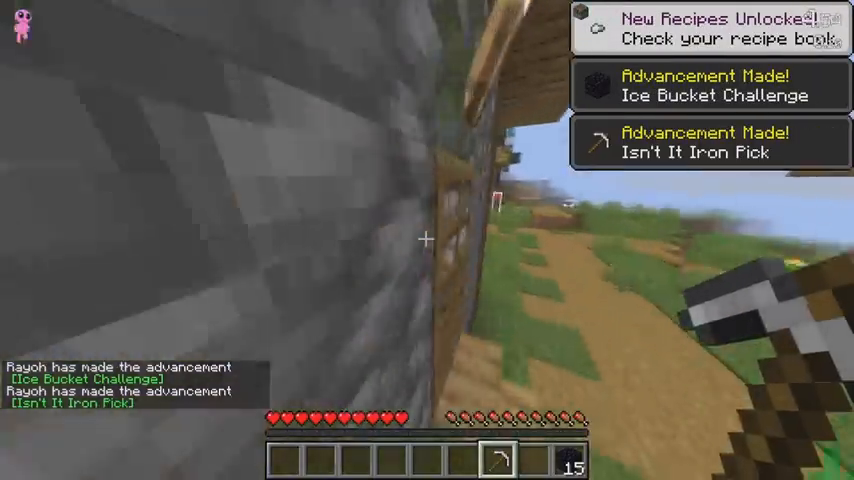 New Recipes Unlocked!
Check your recipe book
Advancement Made!
Ice Bucket Challenge
Advancement Made!
Isn't It Iron Pick
Rayoh has made the advancement
[Ice Bucket Challenge]
Rayoh has made the advancement
[Isn't It Iron Pick]
15